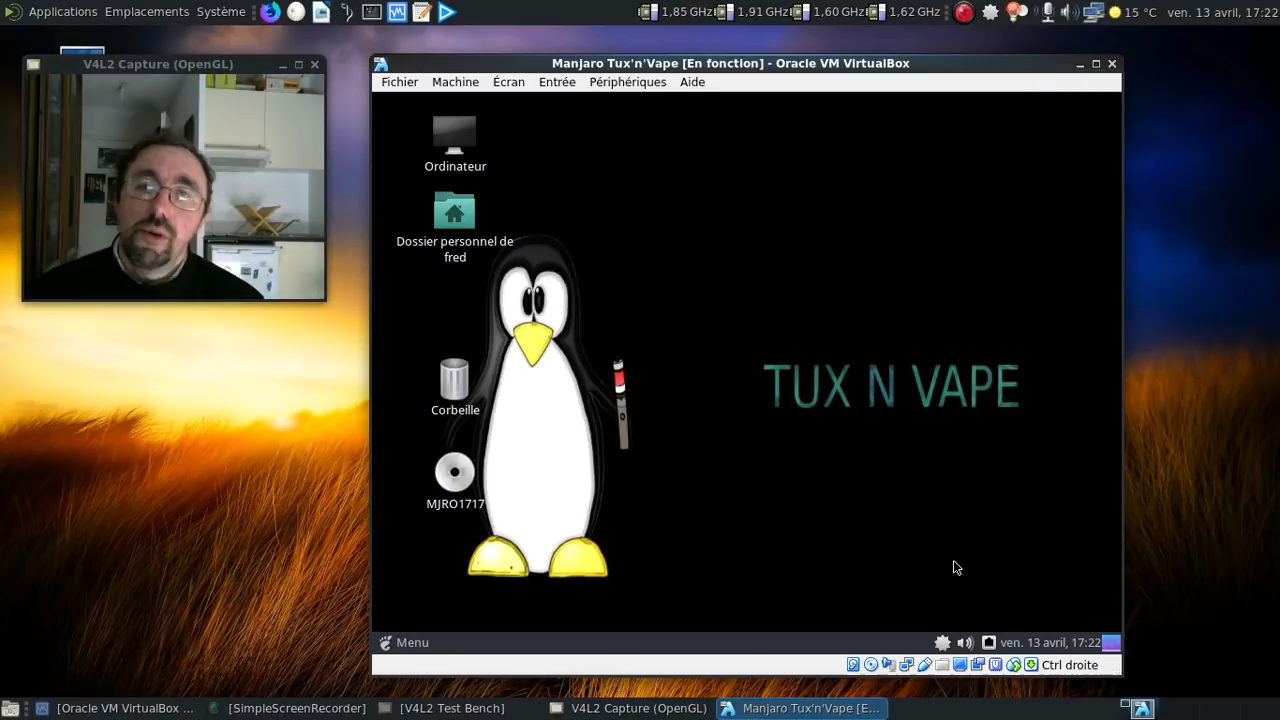 Applications Emplacements Système
1,85 GHz 1,91 GHz 1,60 GHz 1,62 GHz 15 °C ven. 13 avril, 17:22
V4L2 Capture (OpenGL)
Manjaro Tux'n'Vape [En fonction] - Oracle VM VirtualBox
Fichier Machine Écran Entrée Périphériques Aide
Ordinateur
Dossier personnel de
fred
TUX N VAPE
Corbeille
MJRO1717
Menu
ven. 13 avril, 17:22
Ctrl droite
[Oracle VM VirtualBox ... [SimpleScreenRecorder] [V4L2 Test Bench] V4L2 Capture (OpenGL) Manjaro Tux'n'Vape [E...